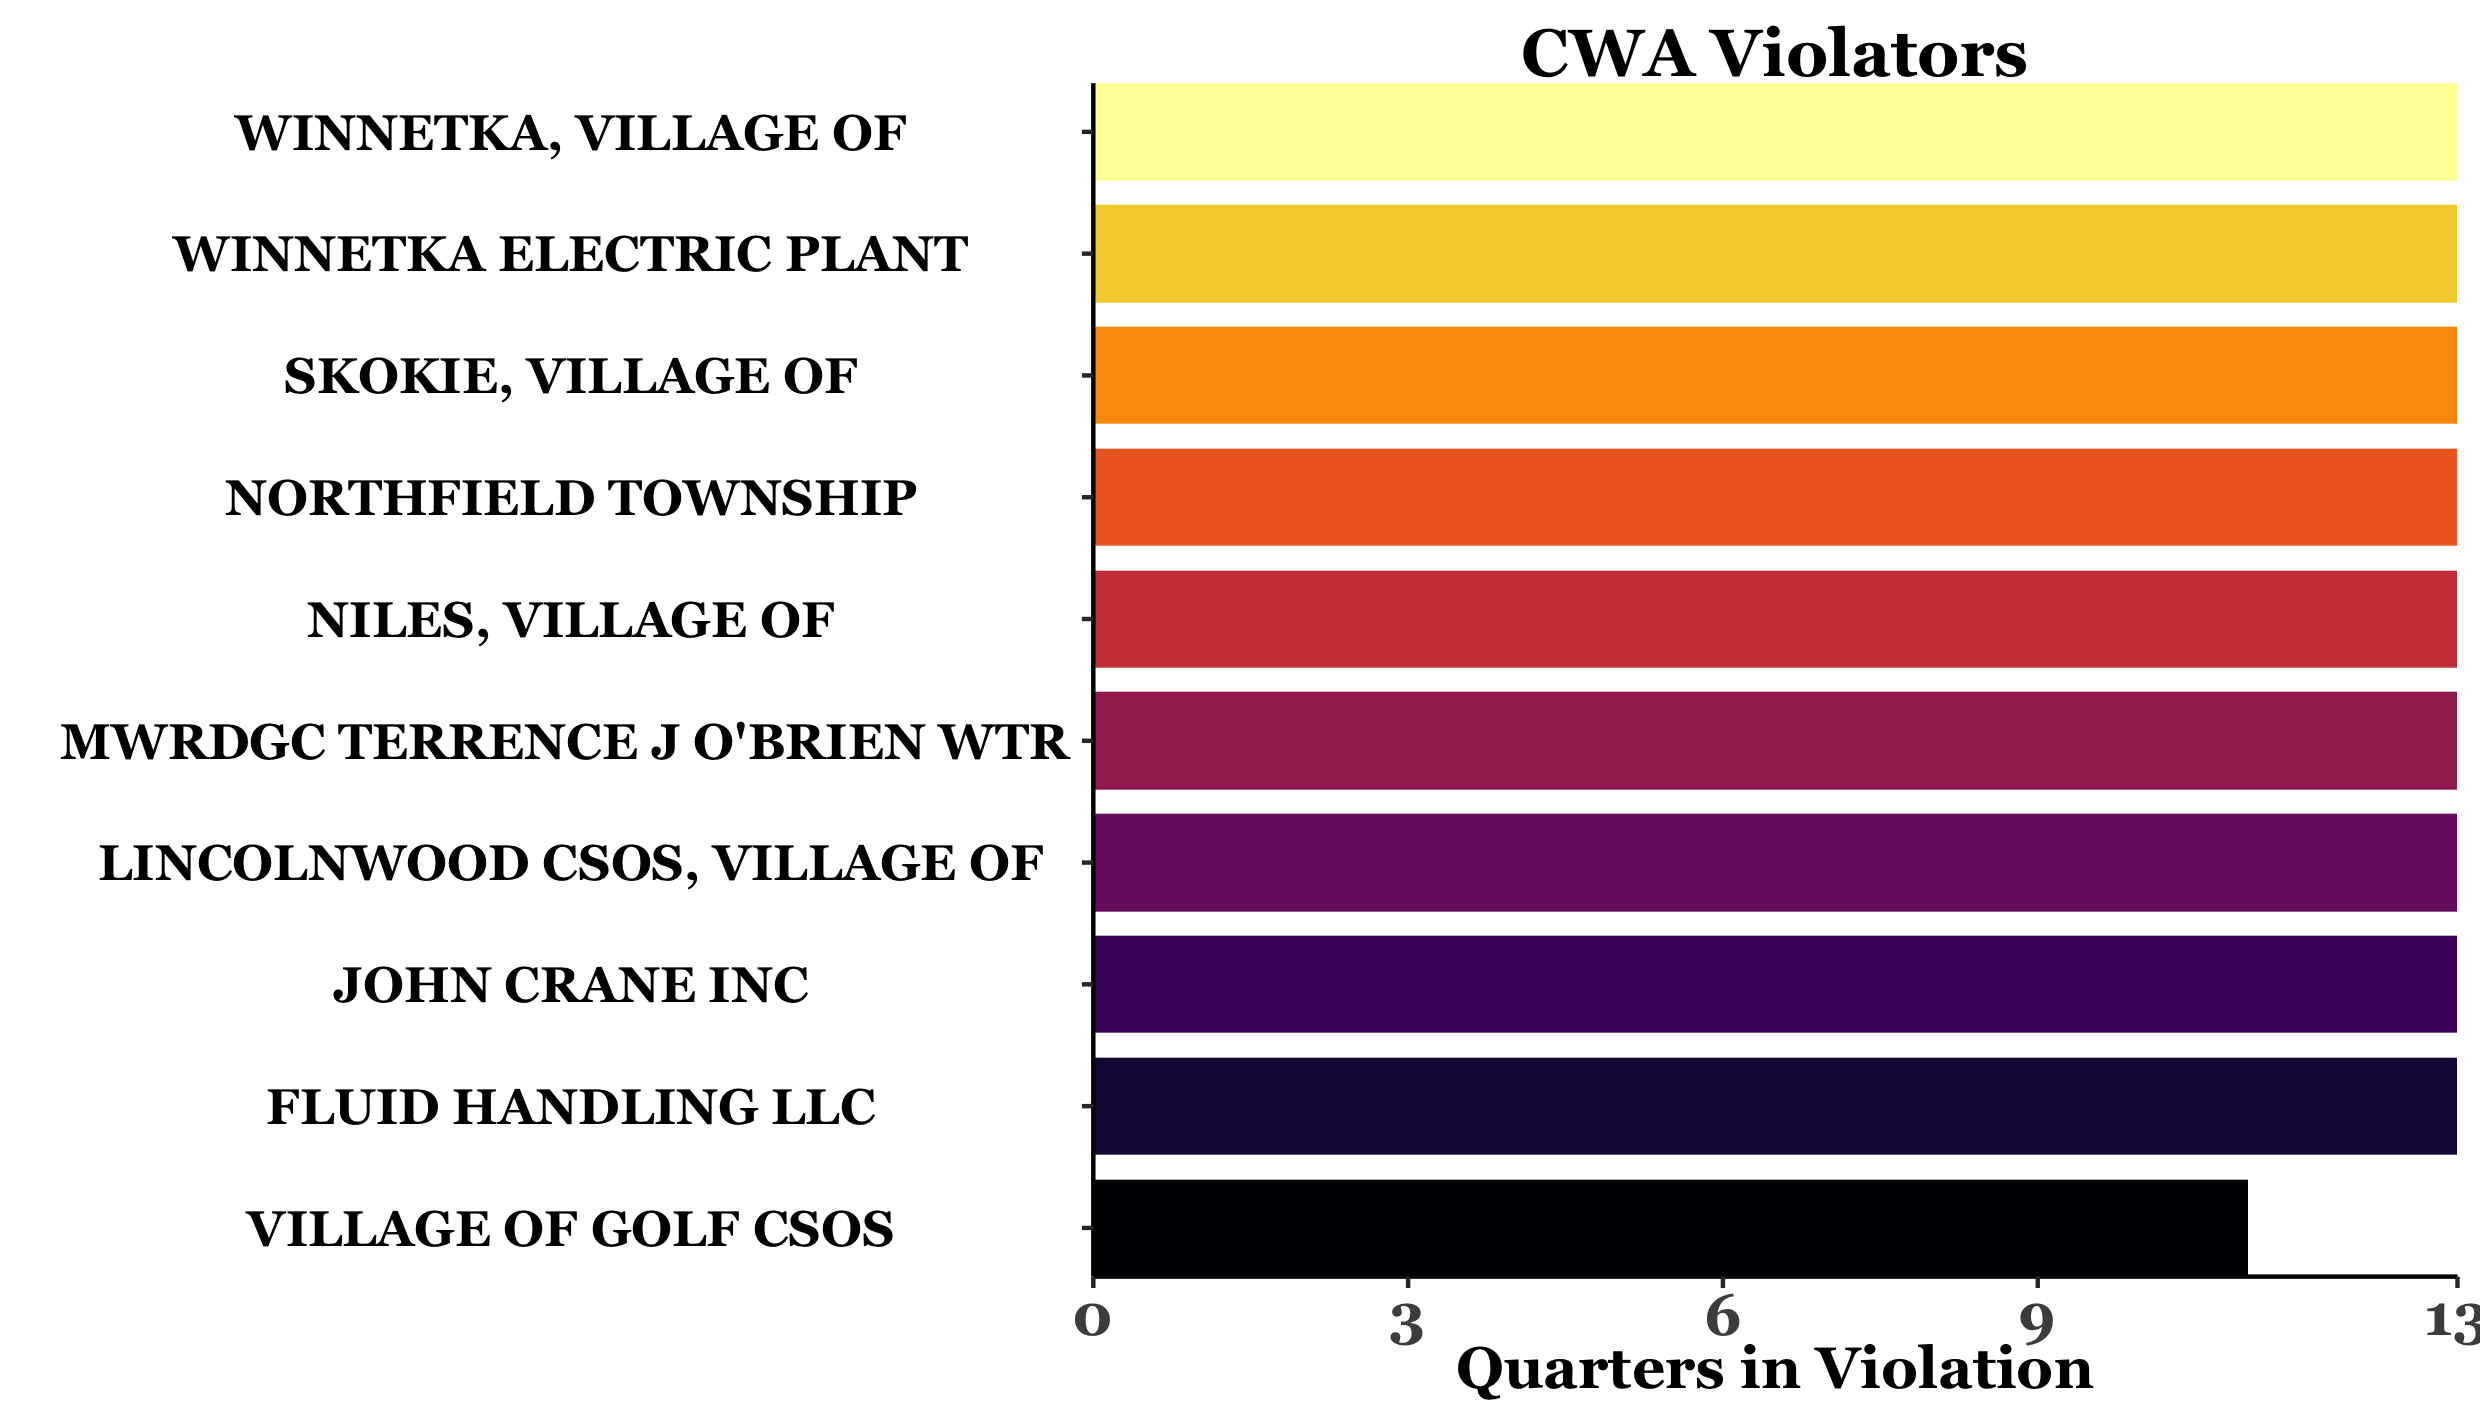 CWA Violators
WINNETKA, VILLAGE OF
WINNETKA ELECTRIC PLANT
SKOKIE, VILLAGE OF
NORTHFIELD TOWNSHIP
NILES, VILLAGE OF
MWRDGC TERRENCE J O'BRIEN WTR
LINCOLNWOOD CSOS, VILLAGE OF
JOHN CRANE INC
FLUID HANDLING LLC
VILLAGE OF GOLF CSOS
0 3 6 9 13
Quarters in Violation